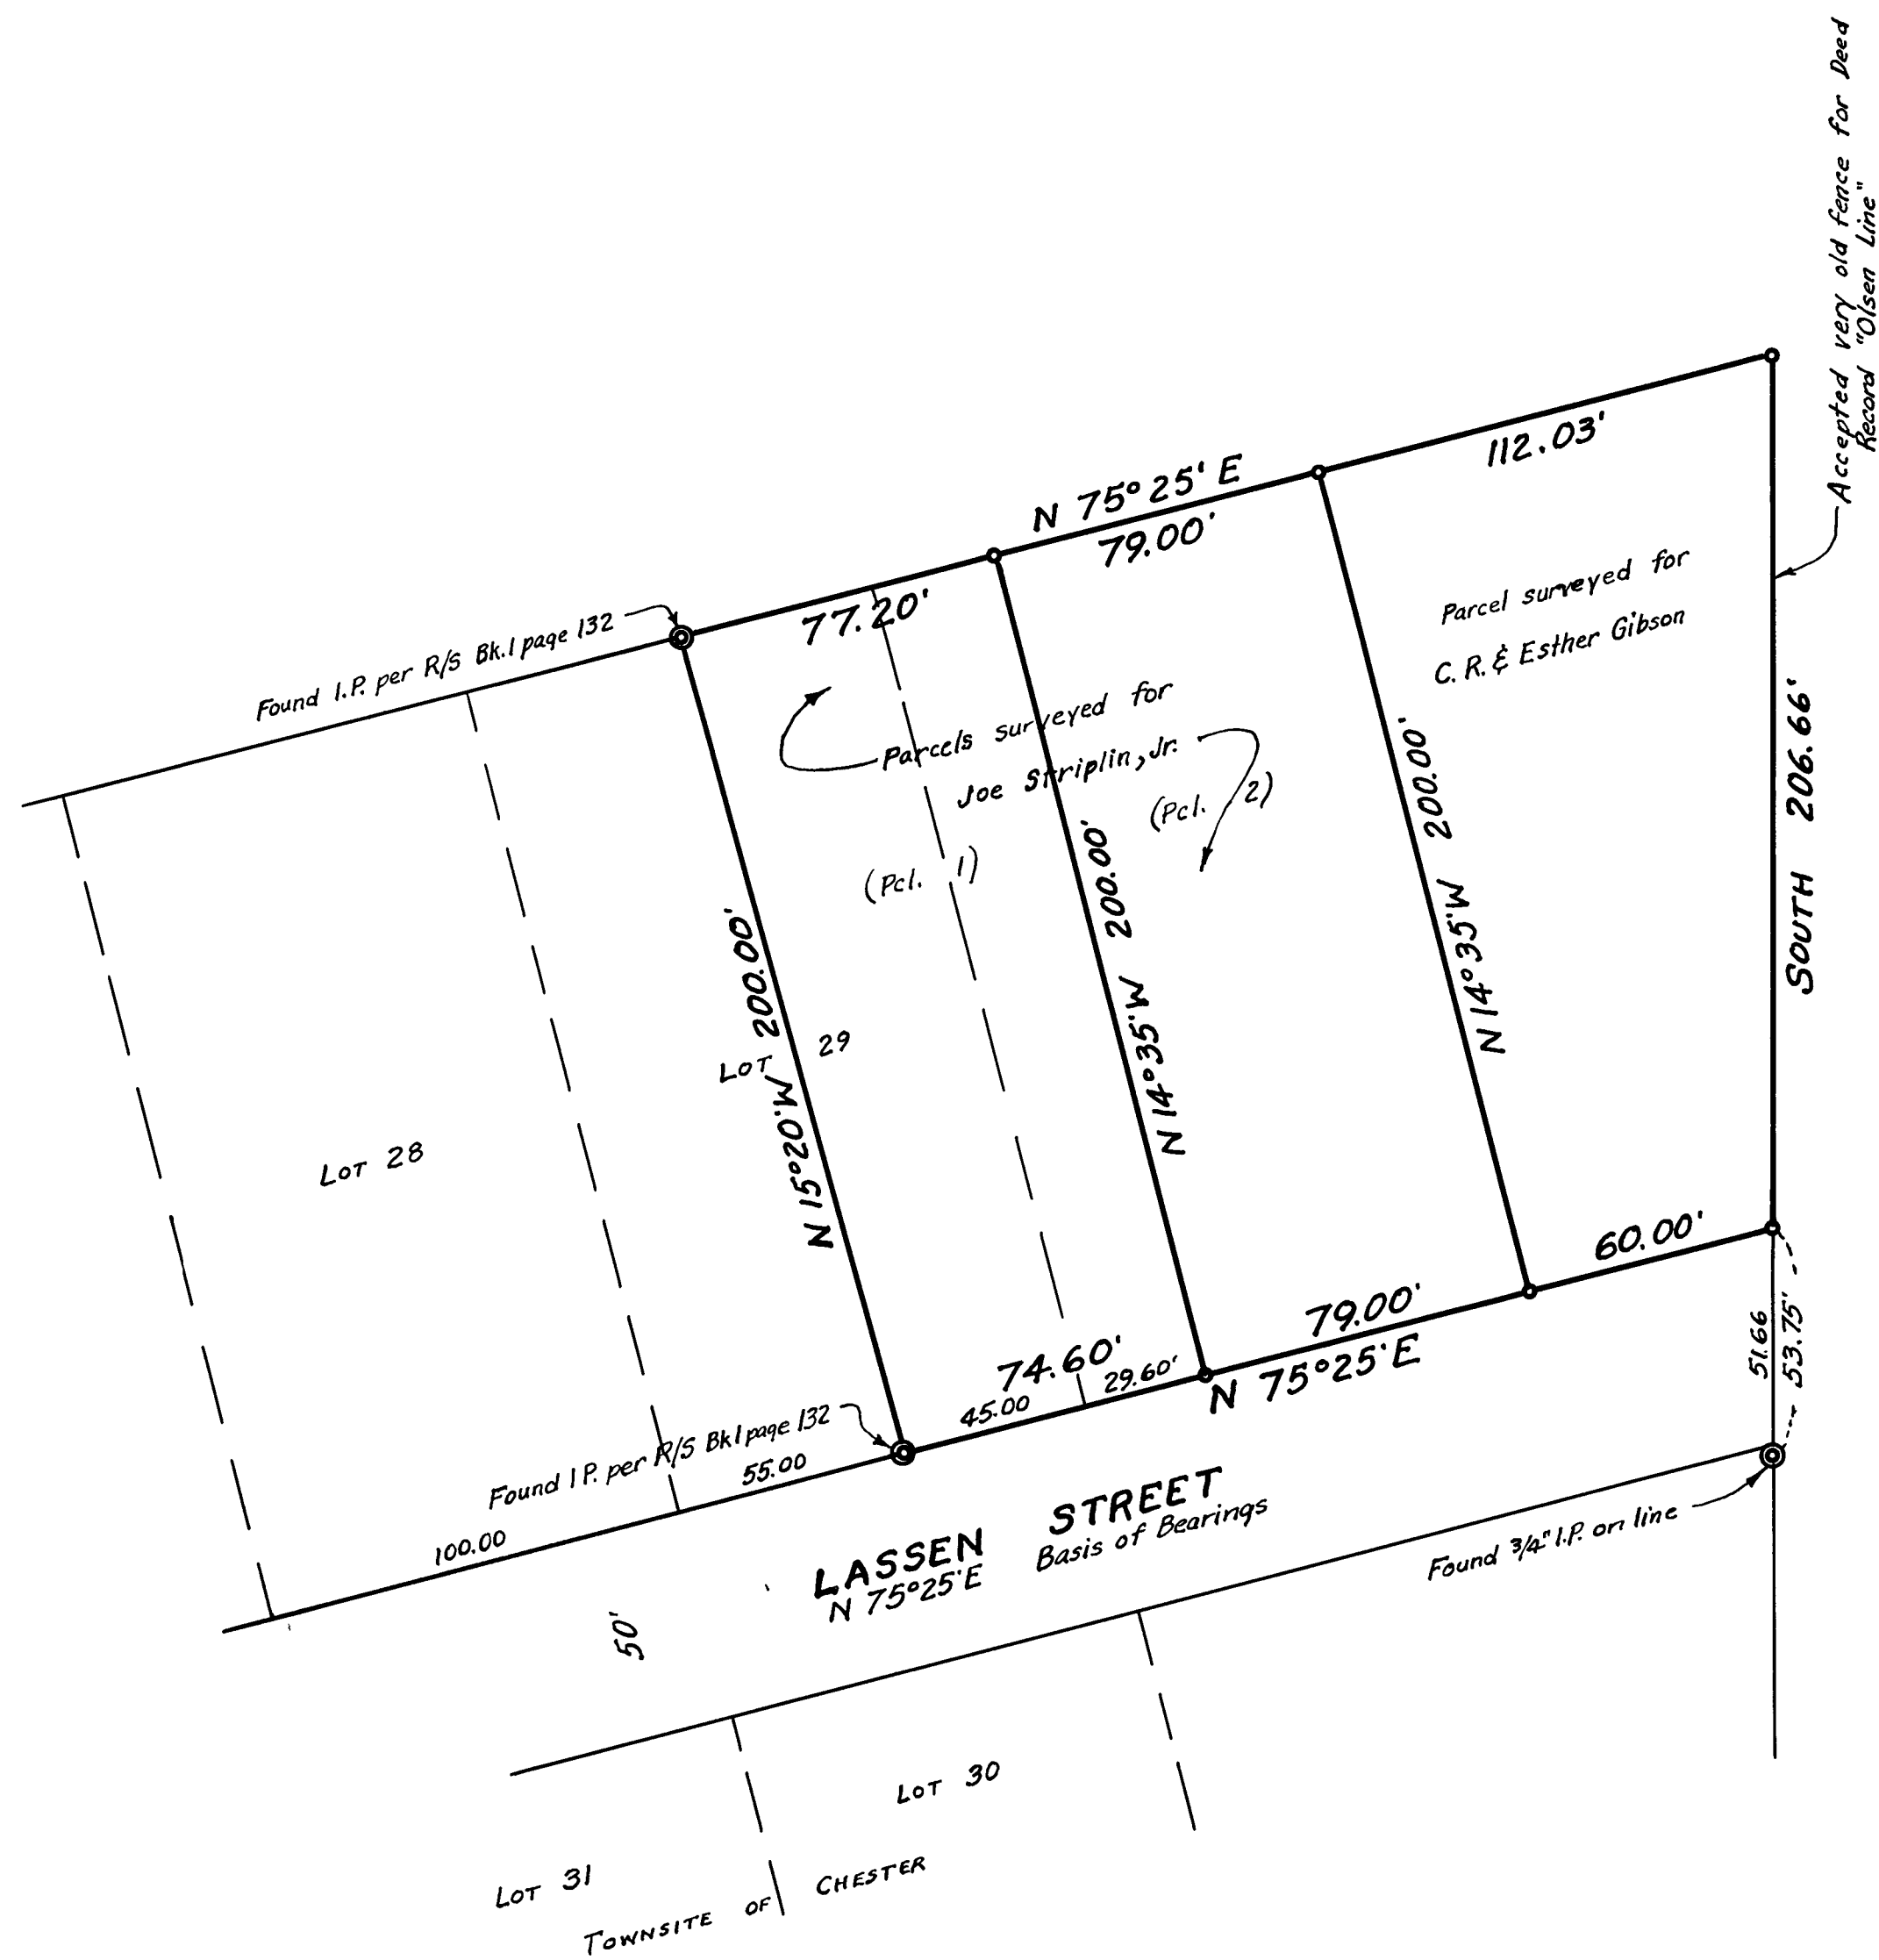 Accepted very old fence for Deed
Record "Olsen Line"
112.03'
N 75° 25' E
79.00'
77.20'
Found I.P. per R/S Bk. 1 page 132
Parcel surveyed for
C. R. & Esther Gibson
Parcels surveyed for
Joe Striplin, Jr.
(Pcl. 1)
(Pcl. 2)
N 15° 20' W 200.00'
N 14° 35' W 200.00'
N 14° 35' W 200.00'
SOUTH 206.66'
LOT 29
LOT 28
60.00'
79.00'
N 75° 25' E
74.60'
29.60'
45.00
55.00
100.00
Found I P. per R/S Bk 1 page 132
51.66
53.75'
LASSEN STREET
N 75° 25' E Basis of Bearings
50'
Found 3/4" I.P. on line
LOT 30
LOT 31
TOWNSITE OF CHESTER